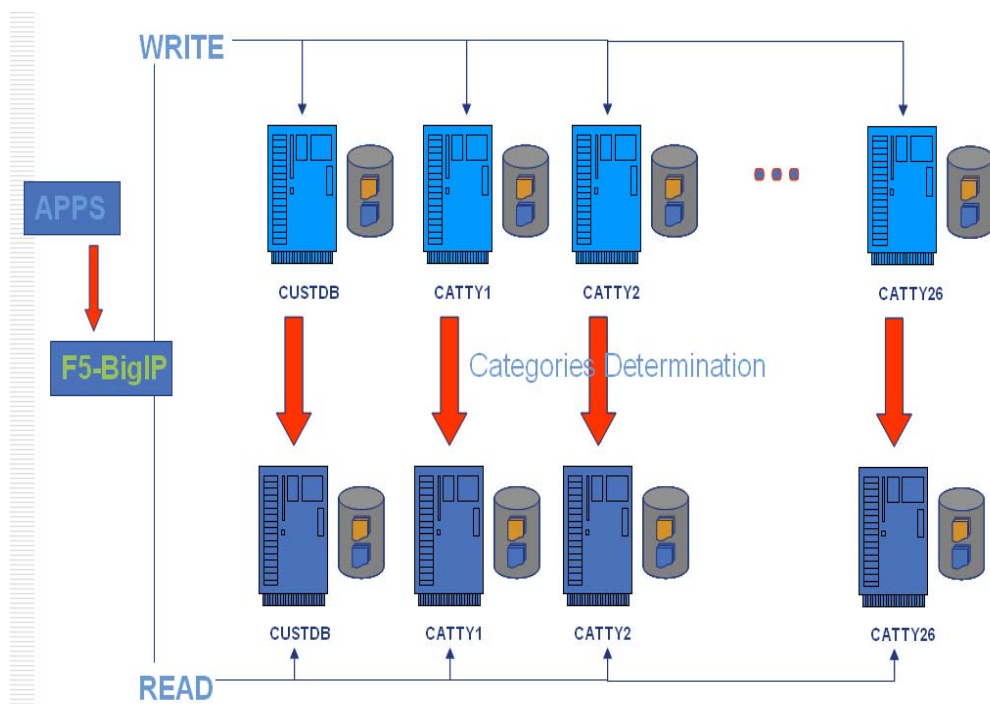 WRITE
APPS
F5-BigIP
CUSTDB
CATTY1
CATTY2
CATTY26
Categories Determination
CUSTDB
CATTY1
CATTY2
CATTY26
READ